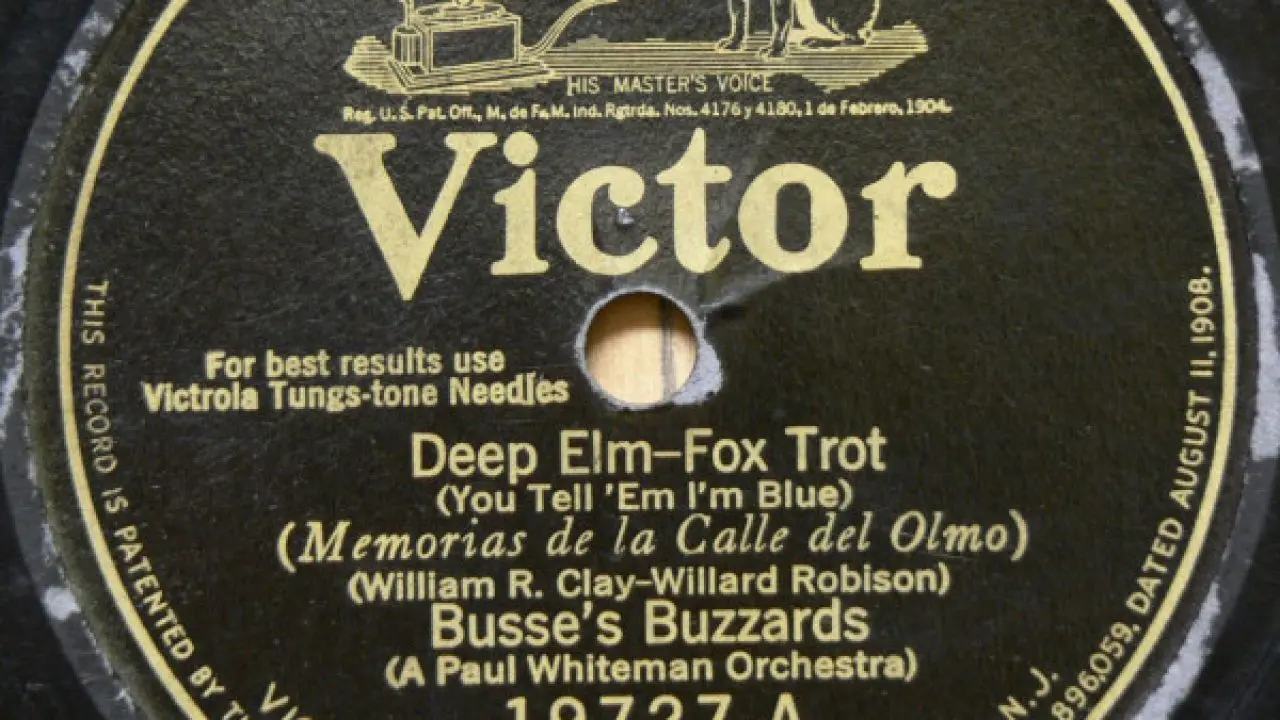 HIS MASTER'S VOICE
Reg. U.S. Pat. Off., M. de F. M. Ind. Rgtrda. Nos. 4176 y 4180, 1 de Febrero, 1904.
Victor
For best results use
Victrola Tungs-tone Needles
Deep Elm–Fox Trot
(You Tell 'Em I'm Blue)
(Memorias de la Calle del Olmo)
(William R. Clay–Willard Robison)
Busse's Buzzards
(A Paul Whiteman Orchestra)
19727-A
THIS RECORD IS PATENTED BY
N. J.
896,059, DATED AUGUST 11, 1908.